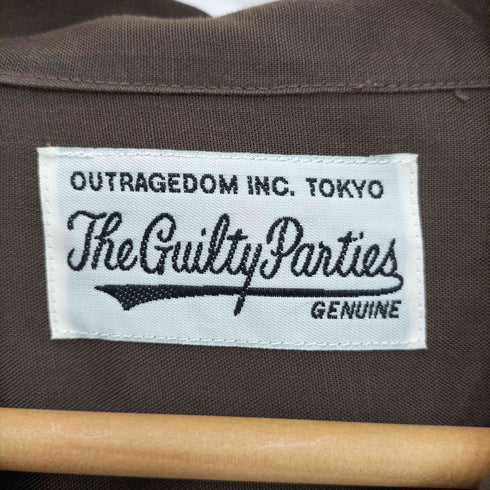 OUTRAGEDOM INC. TOKYO
The Guilty Parties
GENUINE